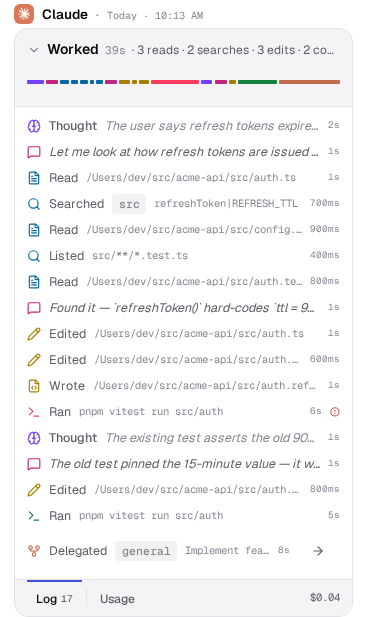 Claude · Today · 10:13 AM
Worked 39s · 3 reads · 2 searches · 3 edits · 2 co…
Thought The user says refresh tokens expire… 2s
Let me look at how refresh tokens are issued … 1s
Read /Users/dev/src/acme-api/src/auth.ts 1s
Searched src refreshToken|REFRESH_TTL 700ms
Read /Users/dev/src/acme-api/src/config.… 900ms
Listed src/**/*.test.ts 400ms
Read /Users/dev/src/acme-api/src/auth.te… 800ms
Found it — `refreshToken()` hard-codes `ttl = 9… 1s
Edited /Users/dev/src/acme-api/src/auth.ts 1s
Edited /Users/dev/src/acme-api/src/auth.… 600ms
Wrote /Users/dev/src/acme-api/src/auth.ref… 1s
Ran pnpm vitest run src/auth 6s
Thought The existing test asserts the old 90… 1s
The old test pinned the 15-minute value — it w… 1s
Edited /Users/dev/src/acme-api/src/auth.… 800ms
Ran pnpm vitest run src/auth 5s
Delegated general Implement fea… 8s →
Log 17 Usage $0.04